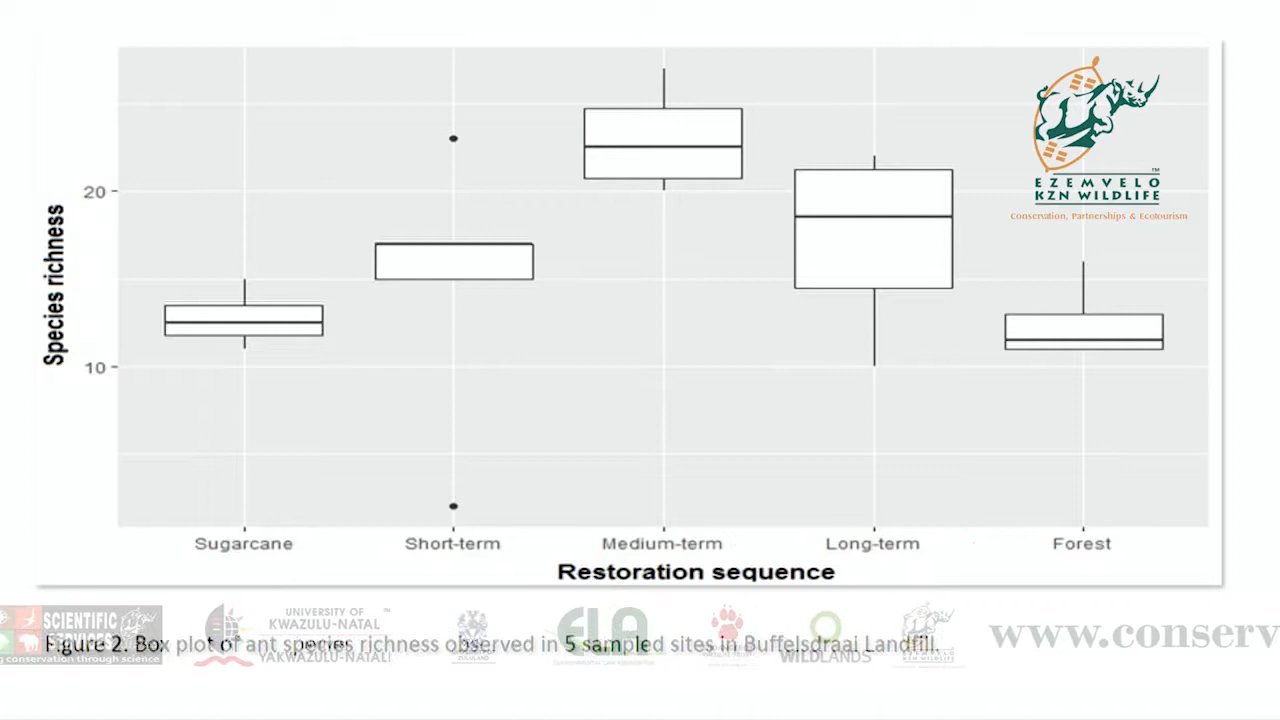 EZEMVELO
KZN WILDLIFE
Conservation, Partnerships & Ecotourism
Species richness
20
10
Sugarcane
Short-term
Medium-term
Long-term
Forest
Restoration sequence
SCIENTIFIC
SERVICES
conservation through science
UNIVERSITY OF
KWAZULU-NATAL
YAKWAZULU-NATALI
ELA
WILDLANDS
www.conserv
Figure 2. Box plot of ant species richness observed in 5 sampled sites in Buffelsdraai Landfill.